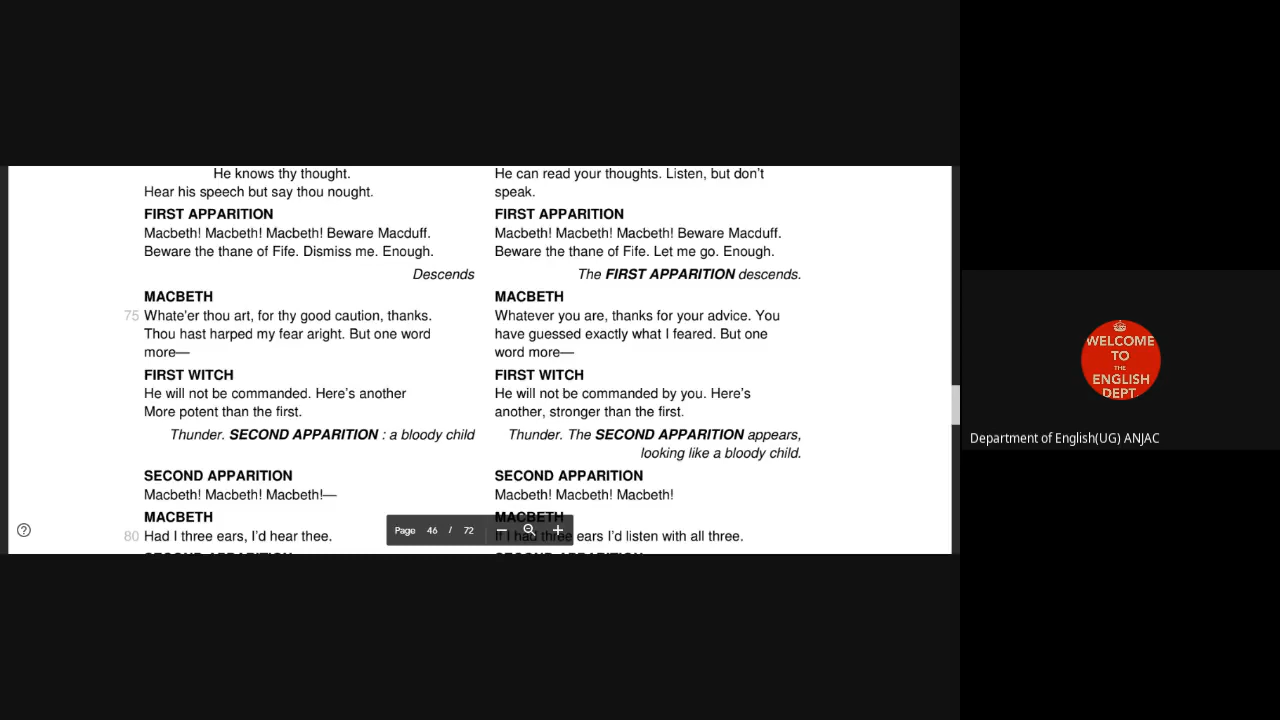 He knows thy thought.
Hear his speech but say thou nought.
FIRST APPARITION
Macbeth! Macbeth! Macbeth! Beware Macduff.
Beware the thane of Fife. Dismiss me. Enough.
Descends
MACBETH
75 Whate'er thou art, for thy good caution, thanks.
Thou hast harped my fear aright. But one word
more—
FIRST WITCH
He will not be commanded. Here's another
More potent than the first.
Thunder. SECOND APPARITION : a bloody child
SECOND APPARITION
Macbeth! Macbeth! Macbeth!—
MACBETH
80 Had I three ears, I'd hear thee.
He can read your thoughts. Listen, but don't
speak.
FIRST APPARITION
Macbeth! Macbeth! Macbeth! Beware Macduff.
Beware the thane of Fife. Let me go. Enough.
The FIRST APPARITION descends.
MACBETH
Whatever you are, thanks for your advice. You
have guessed exactly what I feared. But one
word more—
FIRST WITCH
He will not be commanded by you. Here's
another, stronger than the first.
Thunder. The SECOND APPARITION appears,
looking like a bloody child.
SECOND APPARITION
Macbeth! Macbeth! Macbeth!
MACBETH
If I had three ears I'd listen with all three.
Page 46 / 72
WELCOME
TO
THE
ENGLISH
DEPT
Department of English(UG) ANJAC